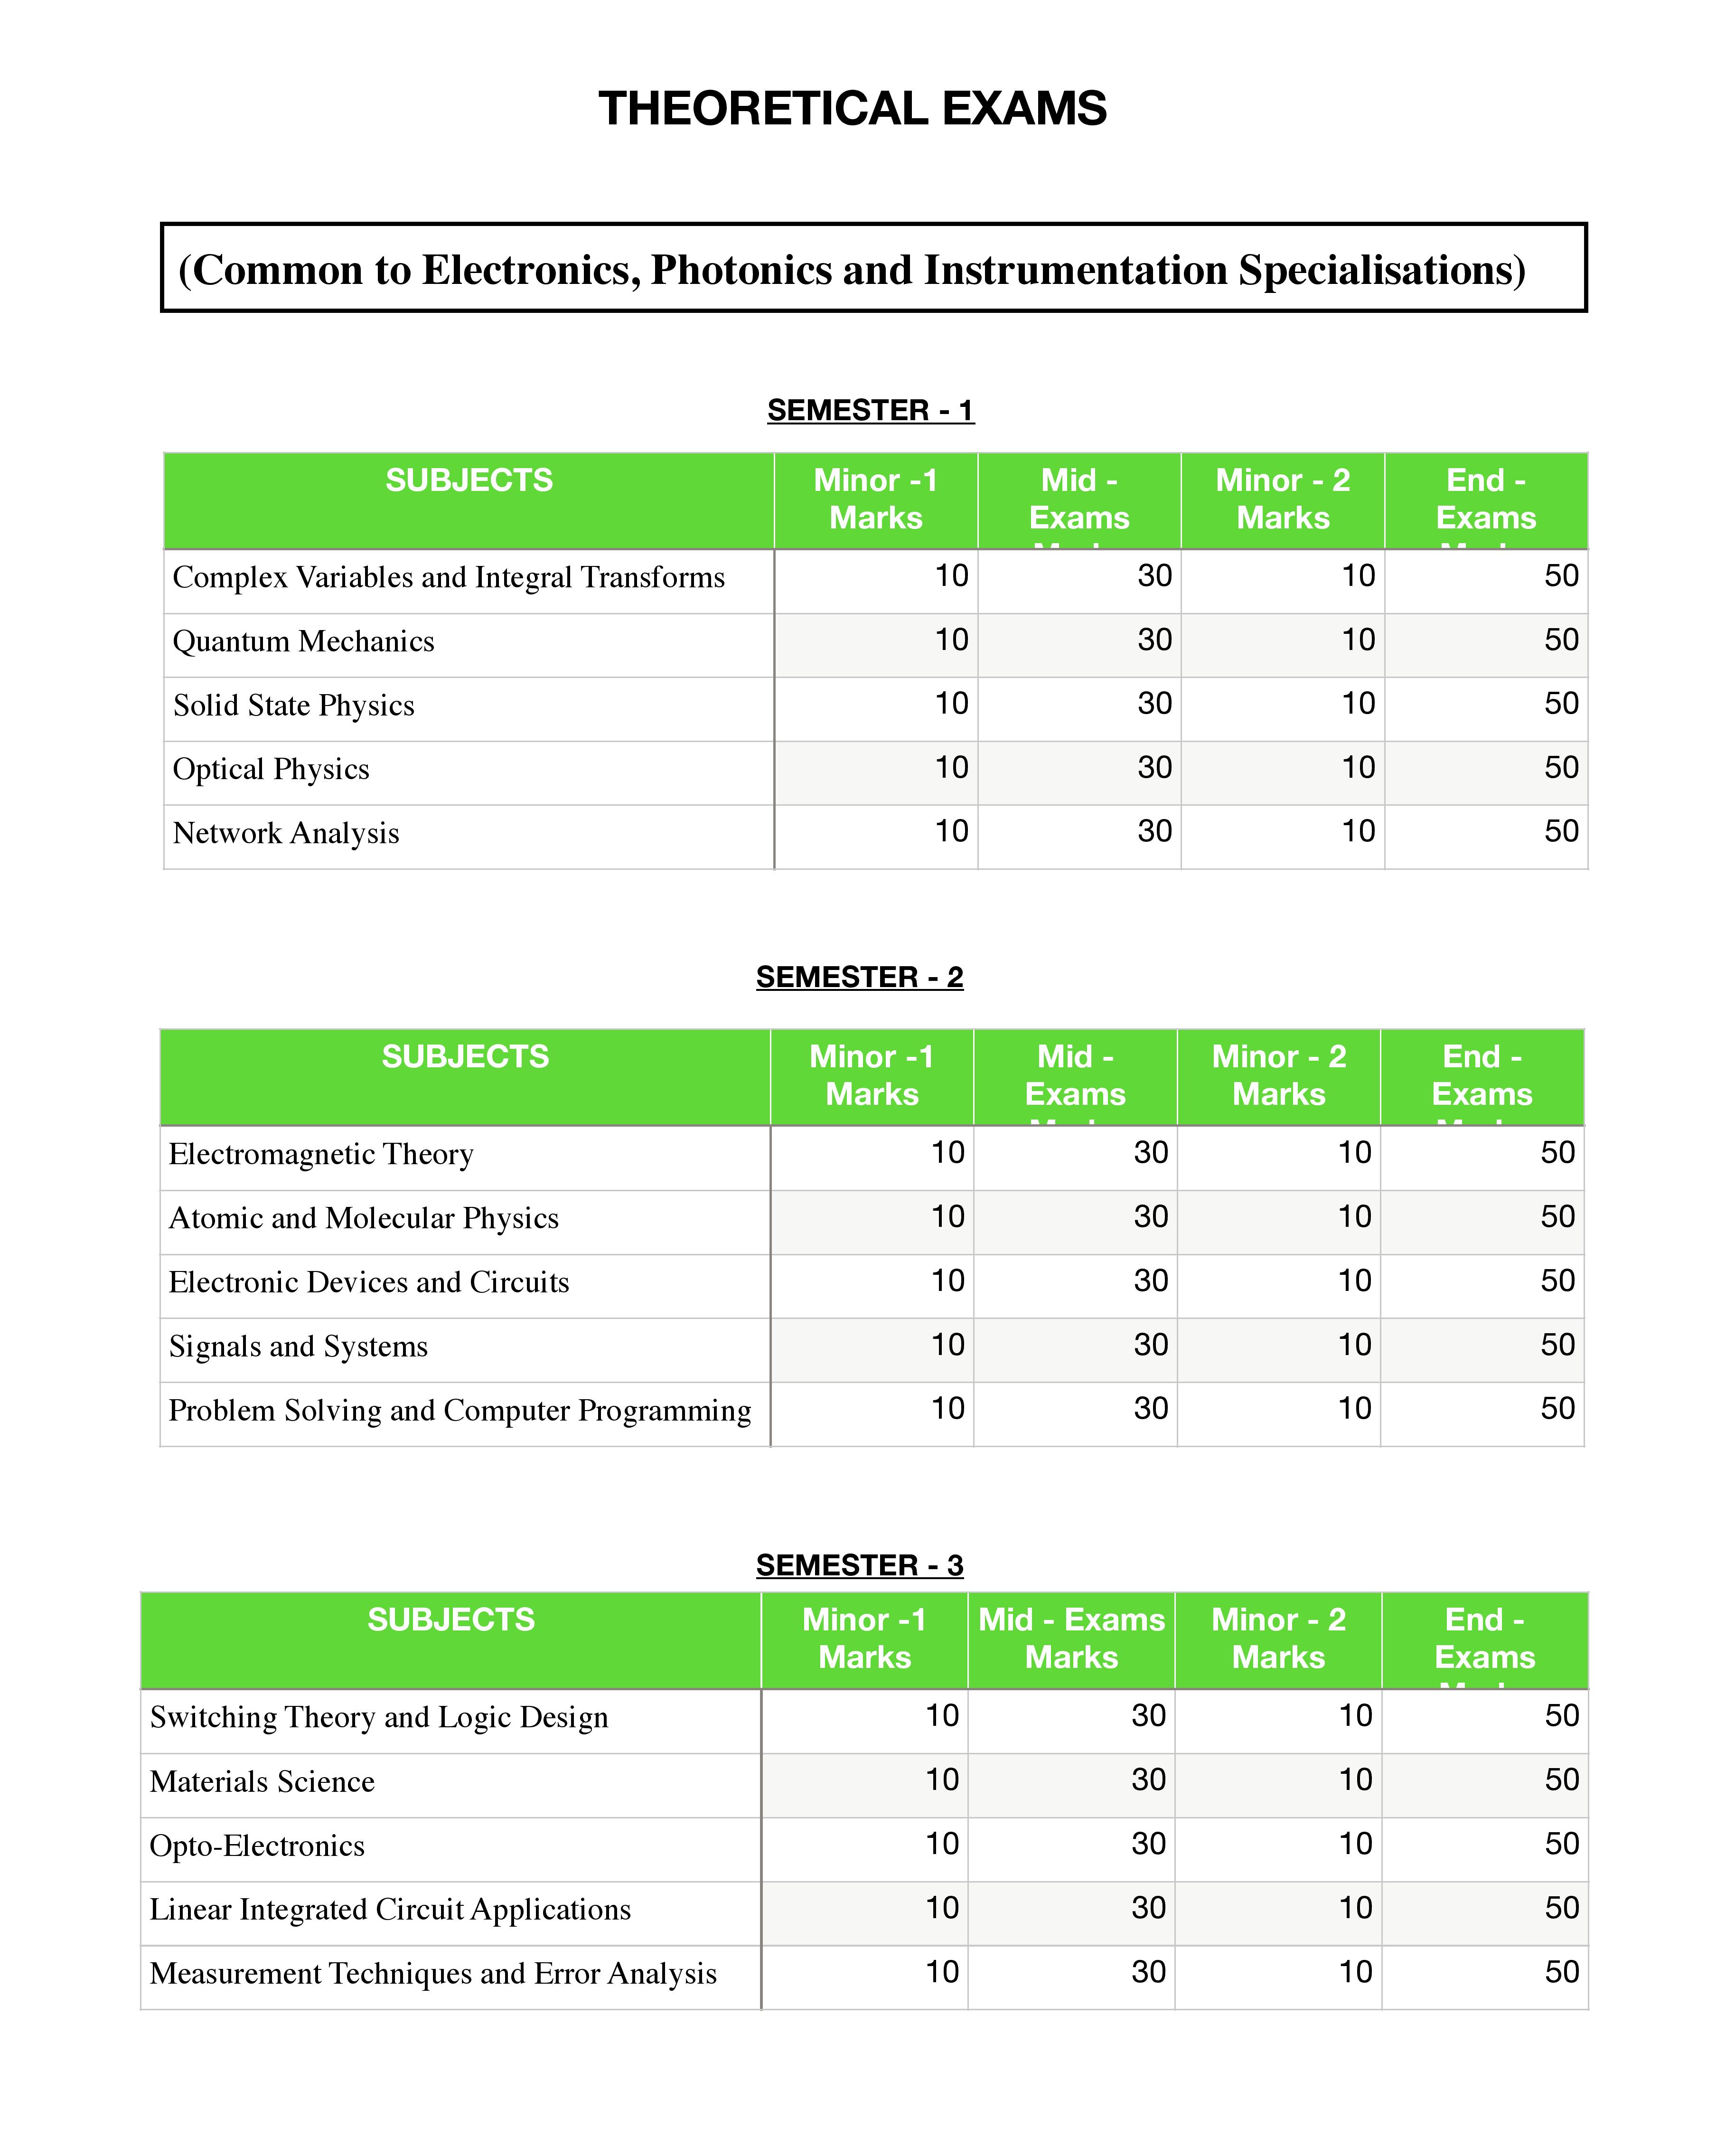 THEORETICAL EXAMS
(Common to Electronics, Photonics and Instrumentation Specialisations)
SEMESTER - 1
SUBJECTS Minor -1 Mid - Minor - 2 End -
Marks Exams Marks Exams
Complex Variables and Integral Transforms 10 30 10 50
Quantum Mechanics 10 30 10 50
Solid State Physics 10 30 10 50
Optical Physics 10 30 10 50
Network Analysis 10 30 10 50
SEMESTER - 2
SUBJECTS Minor -1 Mid - Minor - 2 End -
Marks Exams Marks Exams
Electromagnetic Theory 10 30 10 50
Atomic and Molecular Physics 10 30 10 50
Electronic Devices and Circuits 10 30 10 50
Signals and Systems 10 30 10 50
Problem Solving and Computer Programming 10 30 10 50
SEMESTER - 3
SUBJECTS Minor -1 Mid - Exams Minor - 2 End -
Marks Marks Marks Exams
Switching Theory and Logic Design 10 30 10 50
Materials Science 10 30 10 50
Opto-Electronics 10 30 10 50
Linear Integrated Circuit Applications 10 30 10 50
Measurement Techniques and Error Analysis 10 30 10 50